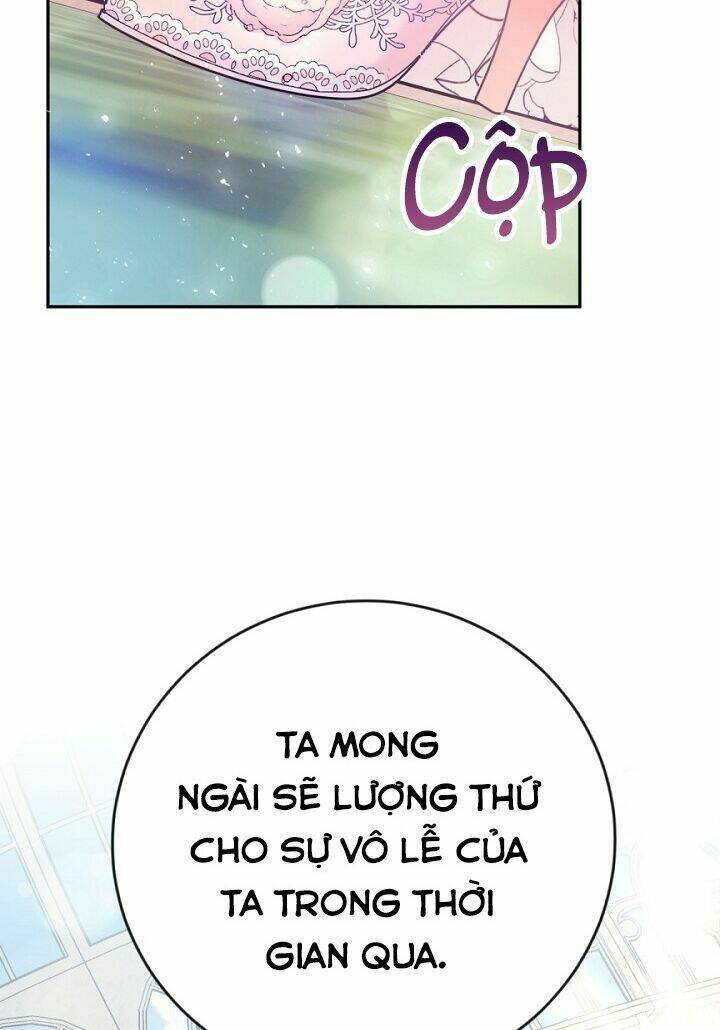 Cộp
TA MONG
NGÀI SẼ LƯỢNG THỨ
CHO SỰ VÔ LỄ CỦA
TA TRONG THỜI
GIAN QUA.